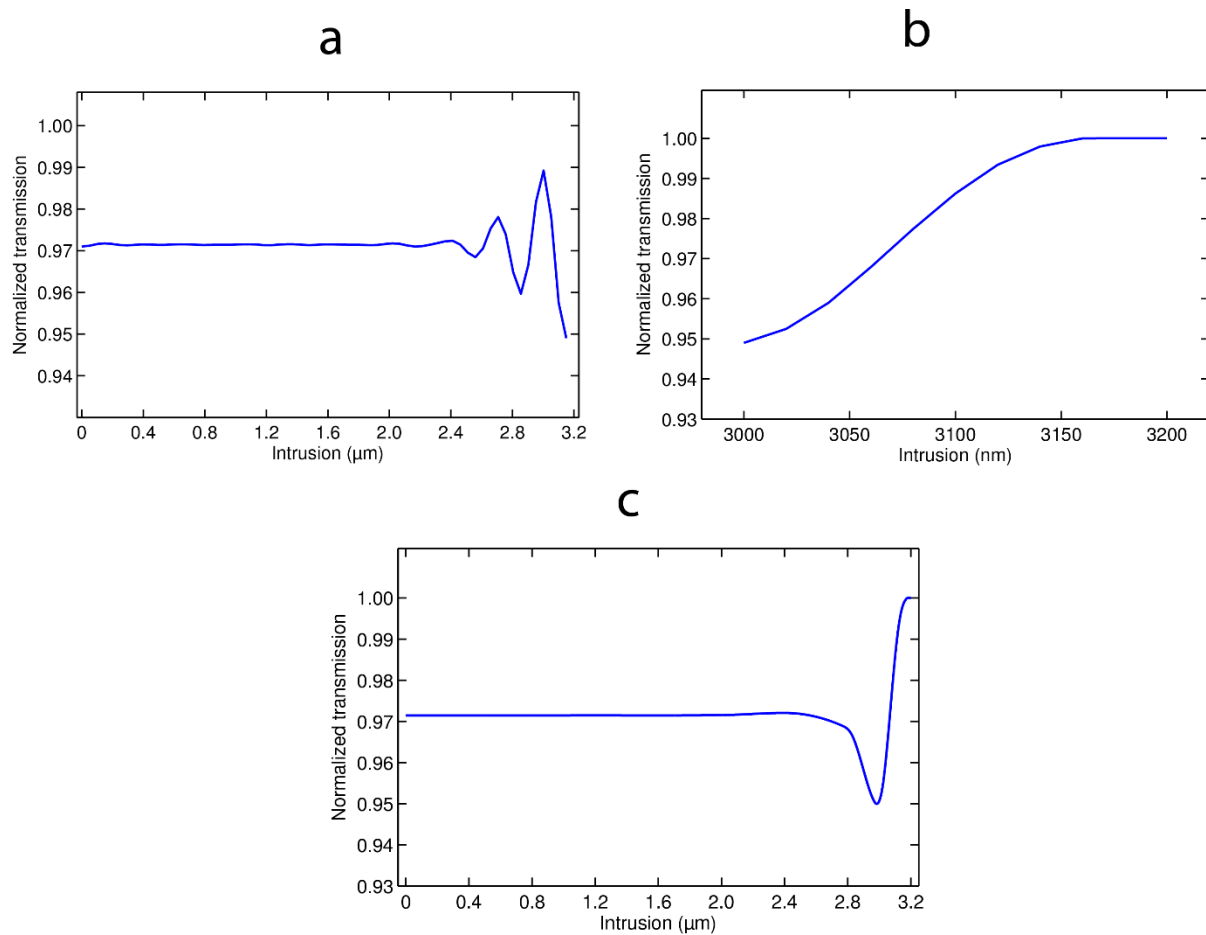 a
Normalized transmission
1.00
0.99
0.98
0.97
0.96
0.95
0.94
0 0.4 0.8 1.2 1.6 2.0 2.4 2.8 3.2
Intrusion (µm)
b
Normalized transmission
1.00
0.99
0.98
0.97
0.96
0.95
0.94
0.93
3000 3050 3100 3150 3200
Intrusion (nm)
c
Normalized transmission
1.00
0.99
0.98
0.97
0.96
0.95
0.94
0.93
0 0.4 0.8 1.2 1.6 2.0 2.4 2.8 3.2
Intrusion (µm)